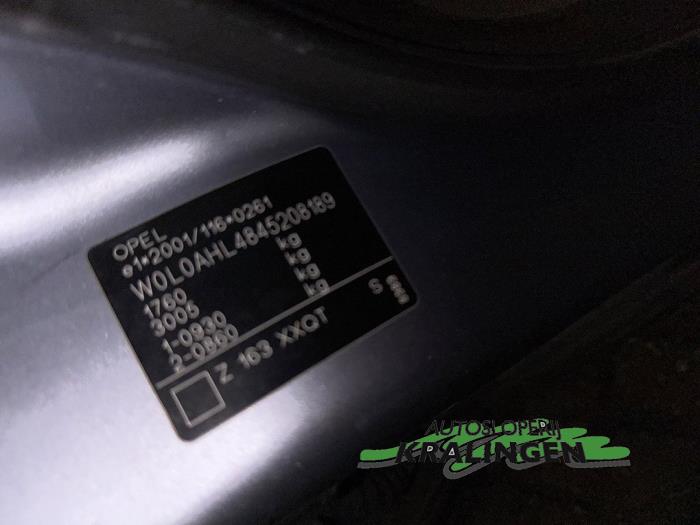 OPEL
e1*2001/116*0261
W0L0AHL4845208189
1760 kg
3005 kg
1-0930 kg
2-0860
Z 163 XXQT S
AUTOSLOPERIJ
KRALINGEN